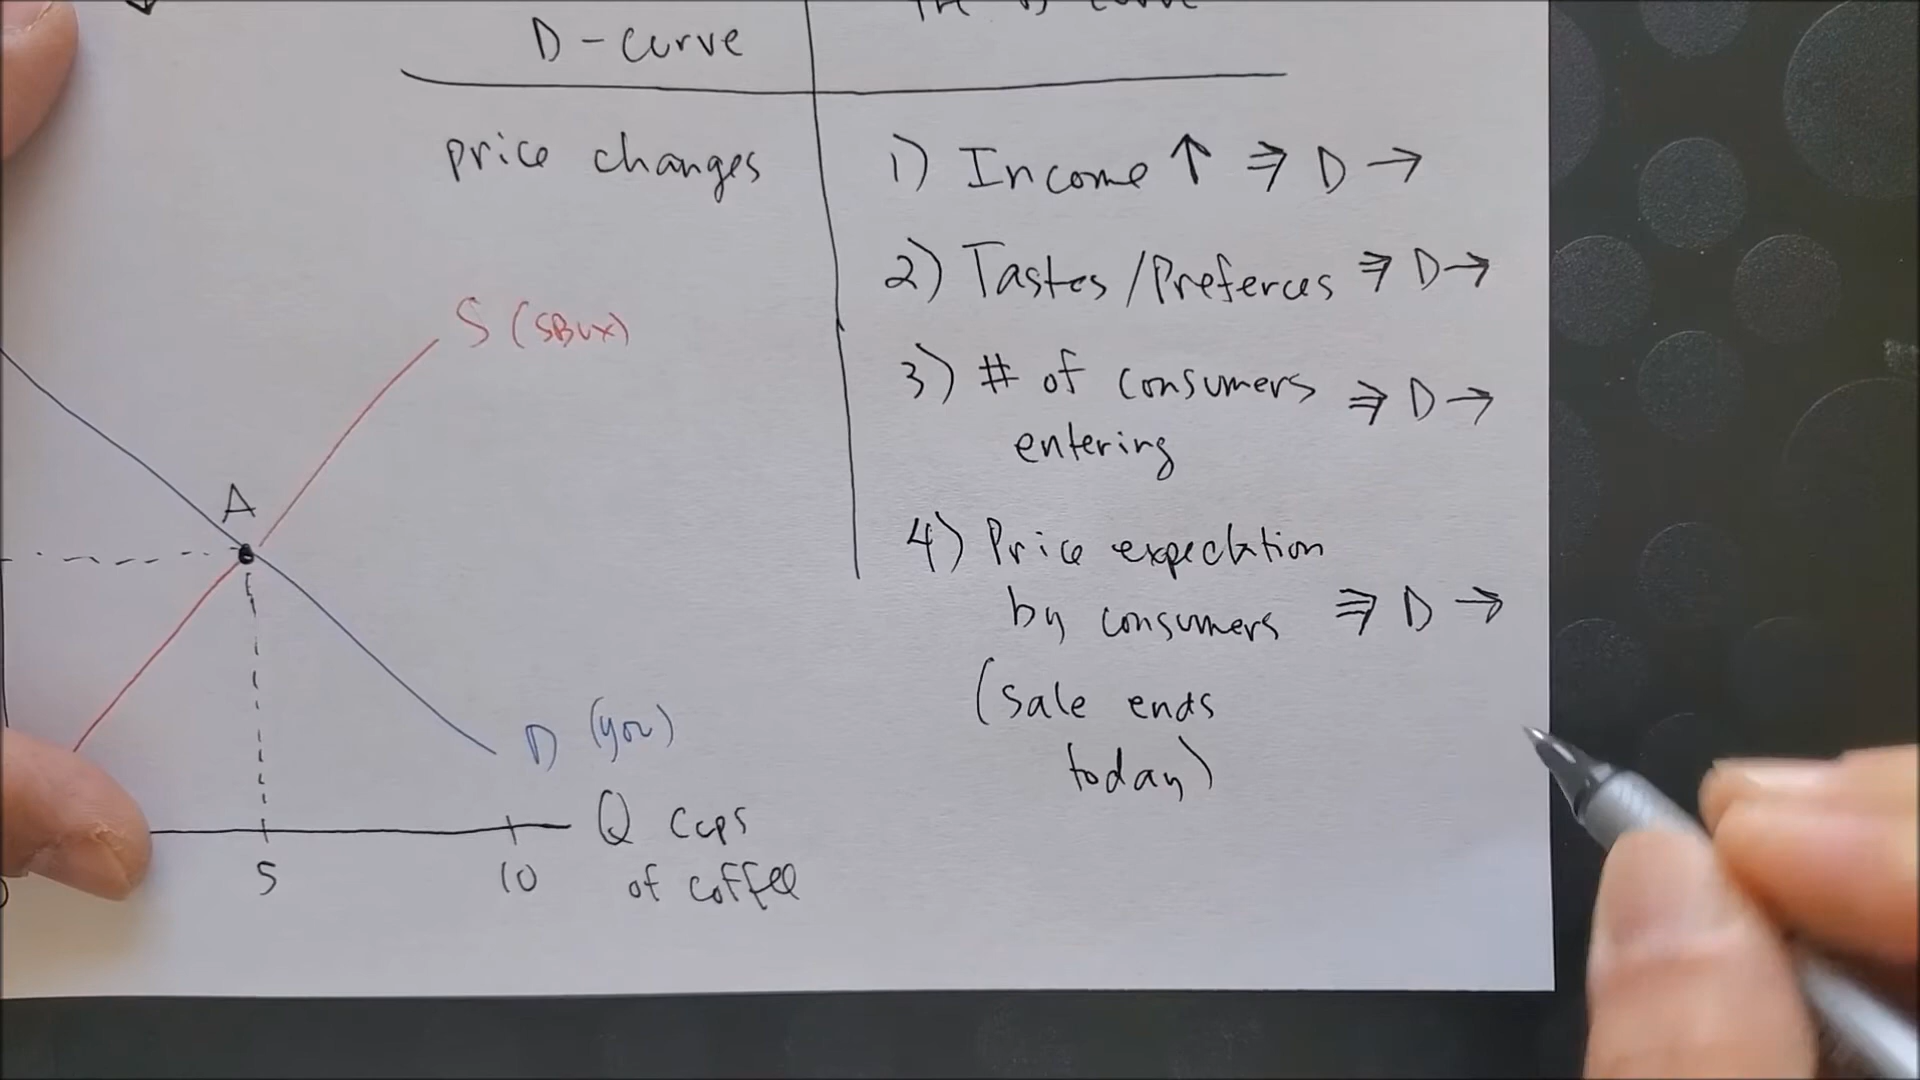 D-curve
price changes
1) Income ↑ ⇒ D →
2) Tastes/Prefereces ⇒ D →
3) # of consumers ⇒ D →
entering
4) Price expectation
by consumers ⇒ D →
(sale ends
today)
S (SBUX)
A
D (you)
Q cups
of coffee
5
10